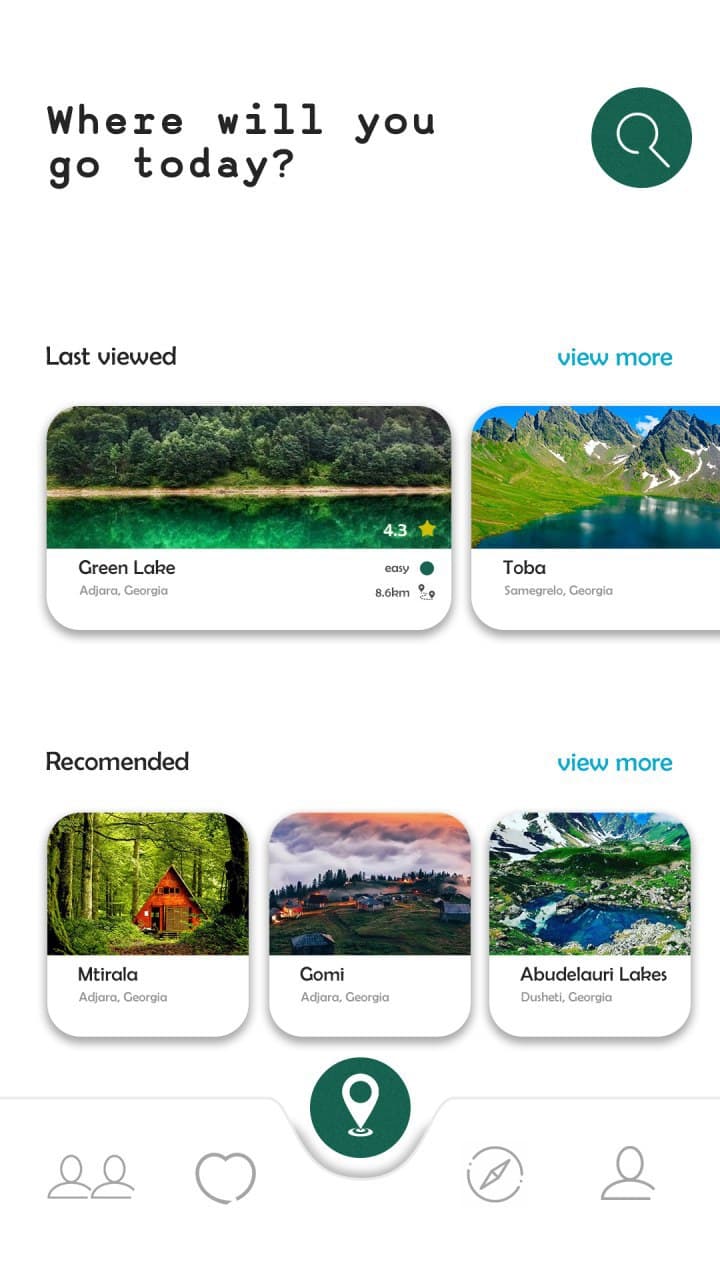 Where will you
go today?
Last viewed
view more
4.3
Green Lake
easy
Adjara, Georgia
8.6km
Toba
Samegrelo, Georgia
Recomended
view more
Mtirala
Adjara, Georgia
Gomi
Adjara, Georgia
Abudelauri Lakes
Dusheti, Georgia